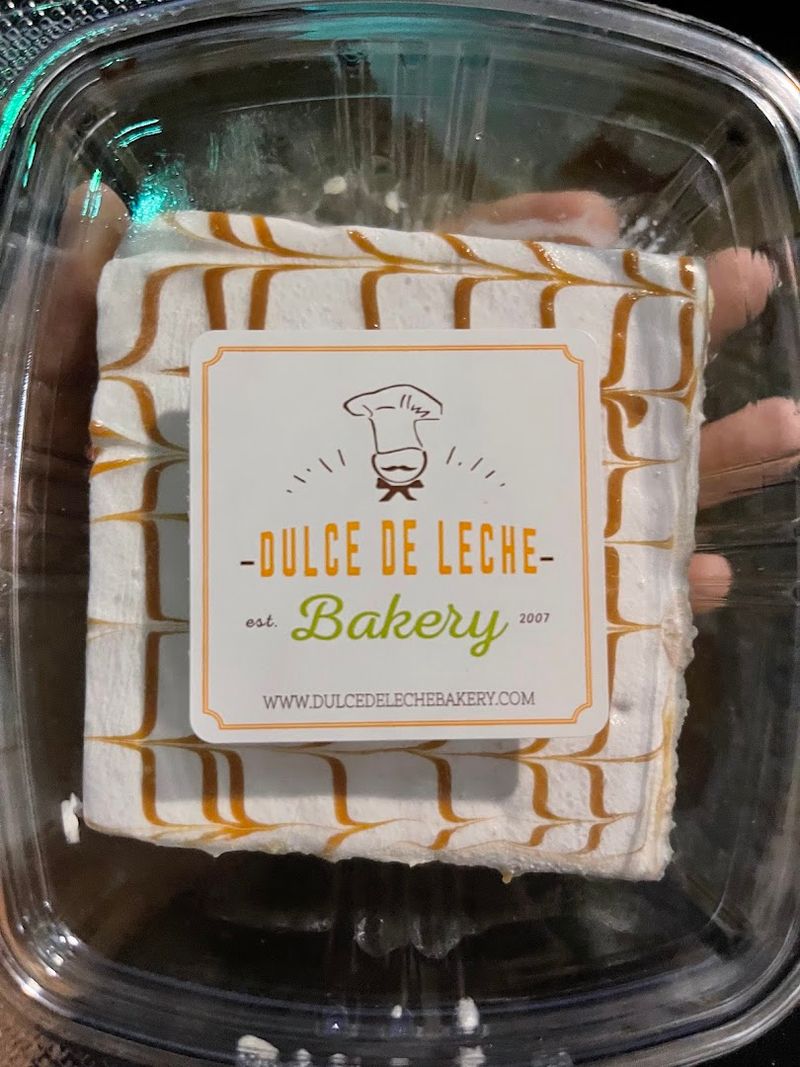 -DULCE DE LECHE-
est. Bakery 2007
WWW.DULCEDELECHEBAKERY.COM